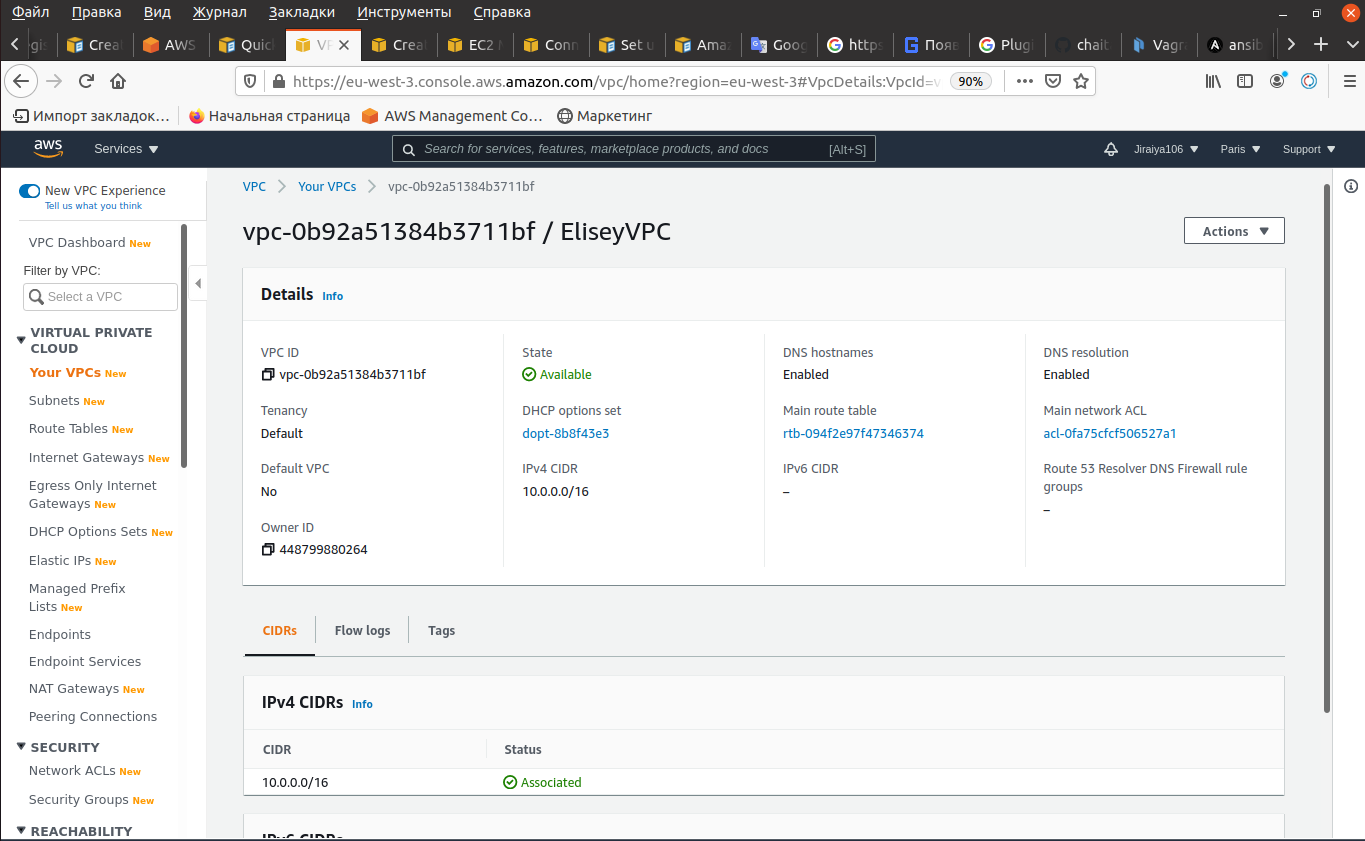 Файл Правка Вид Журнал Закладки Инструменты Справка
Crea AWS Quic VP Crea EC2 Conn Set u Amaz Goog https Появ Plugi chait Vagr ansib
https://eu-west-3.console.aws.amazon.com/vpc/home?region=eu-west-3#VpcDetails:VpcId= 90%
Импорт закладок… Начальная страница AWS Management Co… Маркетинг
aws Services Search for services, features, marketplace products, and docs [Alt+S] Jiraiya106 Paris Support
New VPC Experience
Tell us what you think
VPC Dashboard New
Filter by VPC:
Select a VPC
VIRTUAL PRIVATE
CLOUD
Your VPCs New
Subnets New
Route Tables New
Internet Gateways New
Egress Only Internet
Gateways New
DHCP Options Sets New
Elastic IPs New
Managed Prefix
Lists New
Endpoints
Endpoint Services
NAT Gateways New
Peering Connections
SECURITY
Network ACLs New
Security Groups New
REACHABILITY
VPC Your VPCs vpc-0b92a51384b3711bf
vpc-0b92a51384b3711bf / EliseyVPC
Actions
Details Info
VPC ID
vpc-0b92a51384b3711bf
State
Available
DNS hostnames
Enabled
DNS resolution
Enabled
Tenancy
Default
DHCP options set
dopt-8b8f43e3
Main route table
rtb-094f2e97f47346374
Main network ACL
acl-0fa75cfcf506527a1
Default VPC
No
IPv4 CIDR
10.0.0.0/16
IPv6 CIDR
–
Route 53 Resolver DNS Firewall rule
groups
–
Owner ID
448799880264
CIDRs Flow logs Tags
IPv4 CIDRs Info
CIDR Status
10.0.0.0/16 Associated
IPv6 CIDRs